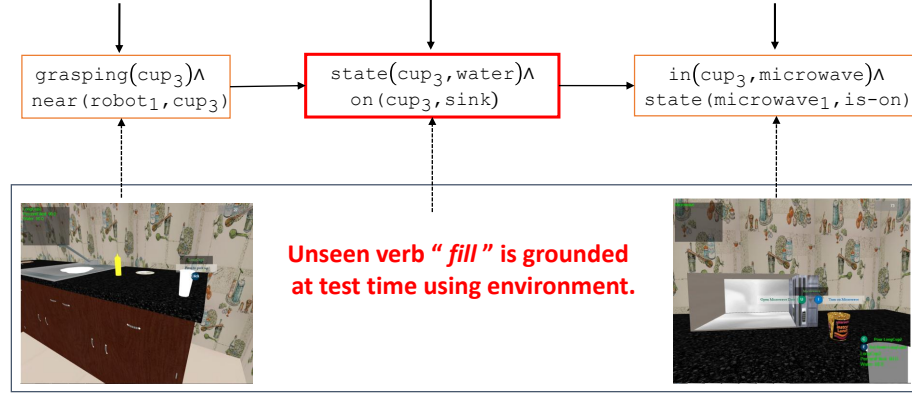 grasping(cup₃)∧
near(robot₁,cup₃)
state(cup₃,water)∧
on(cup₃,sink)
in(cup₃,microwave)∧
state(microwave₁,is-on)
Unseen verb “ fill ” is grounded
at test time using environment.